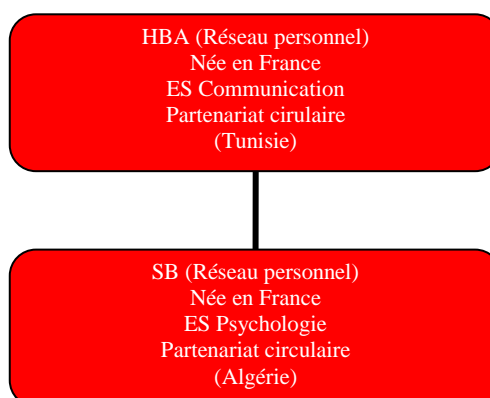 HBA (Réseau personnel)
Née en France
ES Communication
Partenariat cirulaire
(Tunisie)
SB (Réseau personnel)
Née en France
ES Psychologie
Partenariat circulaire
(Algérie)